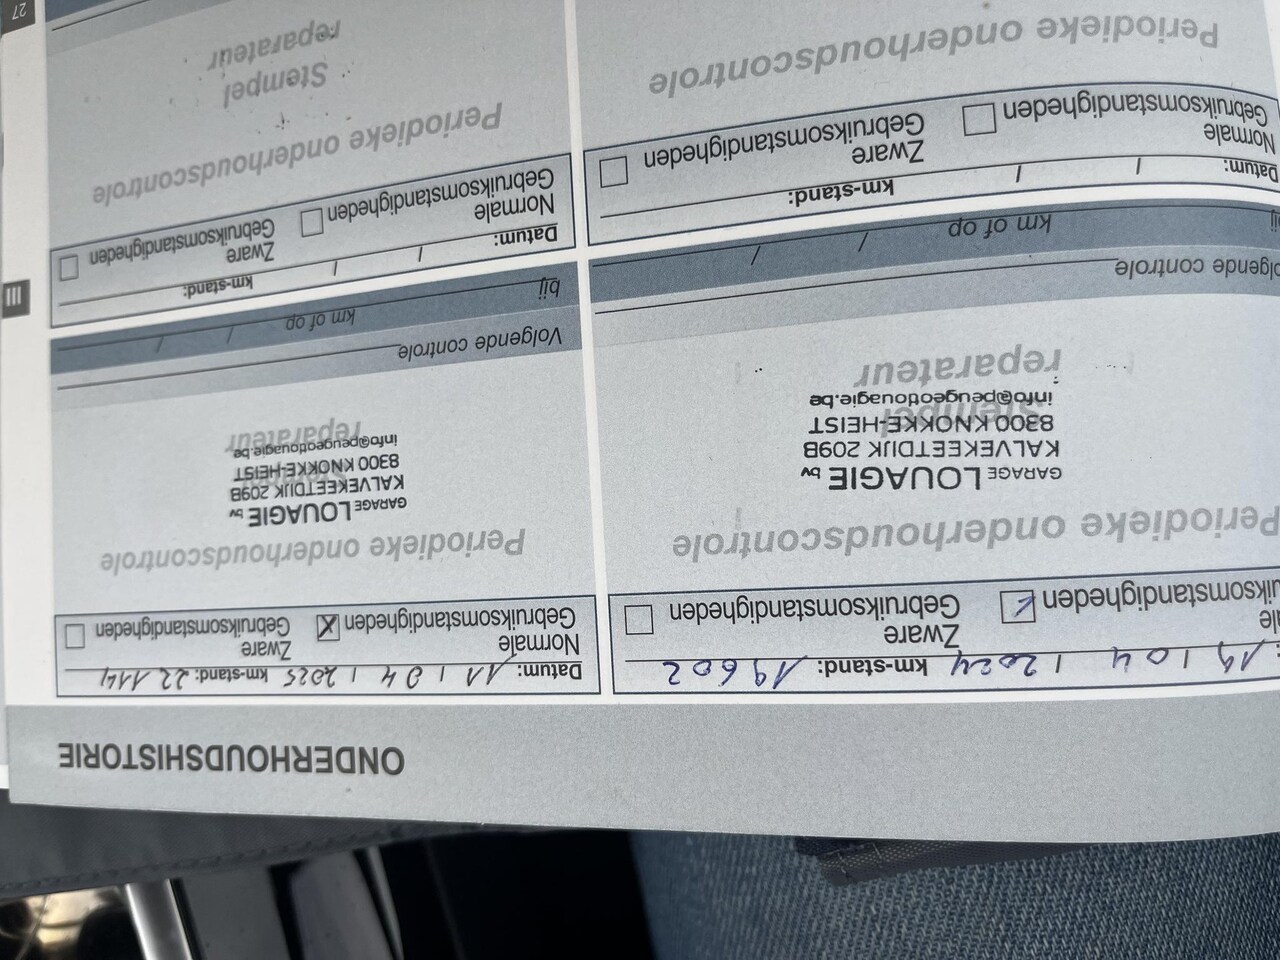 ONDERHOUDSHISTORIE
19 / 04 / 2024 km-stand: 19602
Zware
Gebruiksomstandigheden
Periodieke onderhoudscontrole
GARAGE LOUAGIE bv
KALVEKEETDIJK 209B
8300 KNOKKE-HEIST
info@peugeotlouagie.be
Stempel
reparateur
Volgende controle
bij km of op / /
Datum: / / km-stand:
Normale
Gebruiksomstandigheden
Zware
Gebruiksomstandigheden
Periodieke onderhoudscontrole
Datum: 11 / 04 / 2025 km-stand: 22 114
Normale
Gebruiksomstandigheden X
Zware
Gebruiksomstandigheden
Periodieke onderhoudscontrole
GARAGE LOUAGIE bv
KALVEKEETDIJK 209B
8300 KNOKKE-HEIST
info@peugeotlouagie.be
reparateur
Volgende controle
bij km of op / /
Datum: / / km-stand:
Normale
Gebruiksomstandigheden
Zware
Gebruiksomstandigheden
Periodieke onderhoudscontrole
Stempel
reparateur
III
27